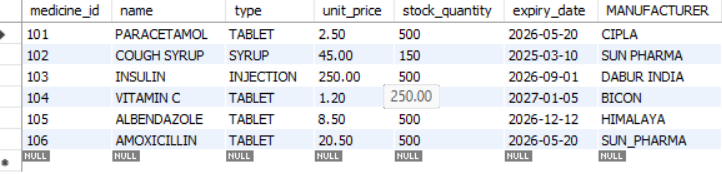 medicine_id name type unit_price stock_quantity expiry_date MANUFACTURER
101 PARACETAMOL TABLET 2.50 500 2026-05-20 CIPLA
102 COUGH SYRUP SYRUP 45.00 150 2025-03-10 SUN PHARMA
103 INSULIN INJECTION 250.00 500 2026-09-01 DABUR INDIA
104 VITAMIN C TABLET 1.20 250.00 2027-01-05 BICON
105 ALBENDAZOLE TABLET 8.50 500 2026-12-12 HIMALAYA
106 AMOXICILLIN TABLET 20.50 500 2026-05-20 SUN_PHARMA
NULL NULL NULL NULL NULL NULL NULL